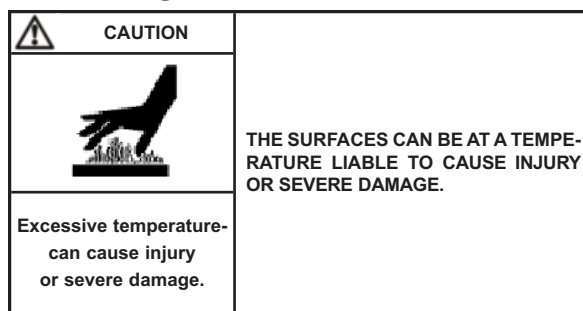 CAUTION
Excessive temperature-
can cause injury
or severe damage.
THE SURFACES CAN BE AT A TEMPE-
RATURE LIABLE TO CAUSE INJURY
OR SEVERE DAMAGE.